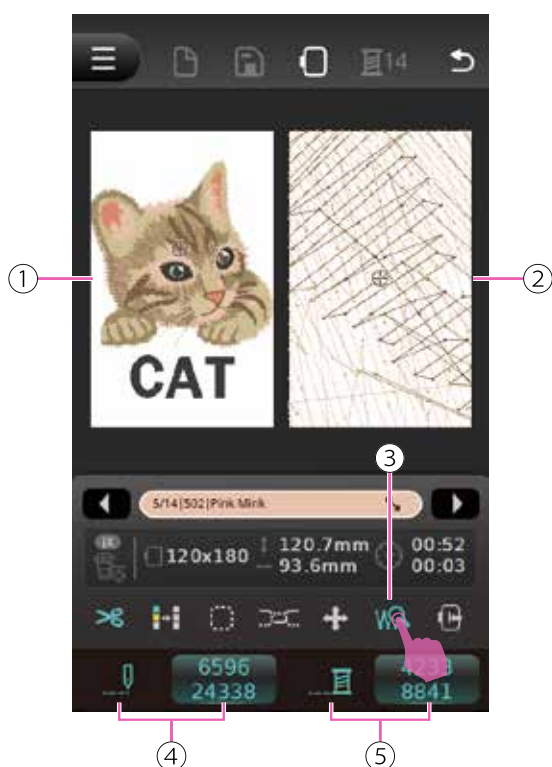 14
①
②
CAT
③
5/14|502|Pink Mink
120x180
120.7mm
93.6mm
00:52
00:03
6596
24338
4233
8841
④
⑤